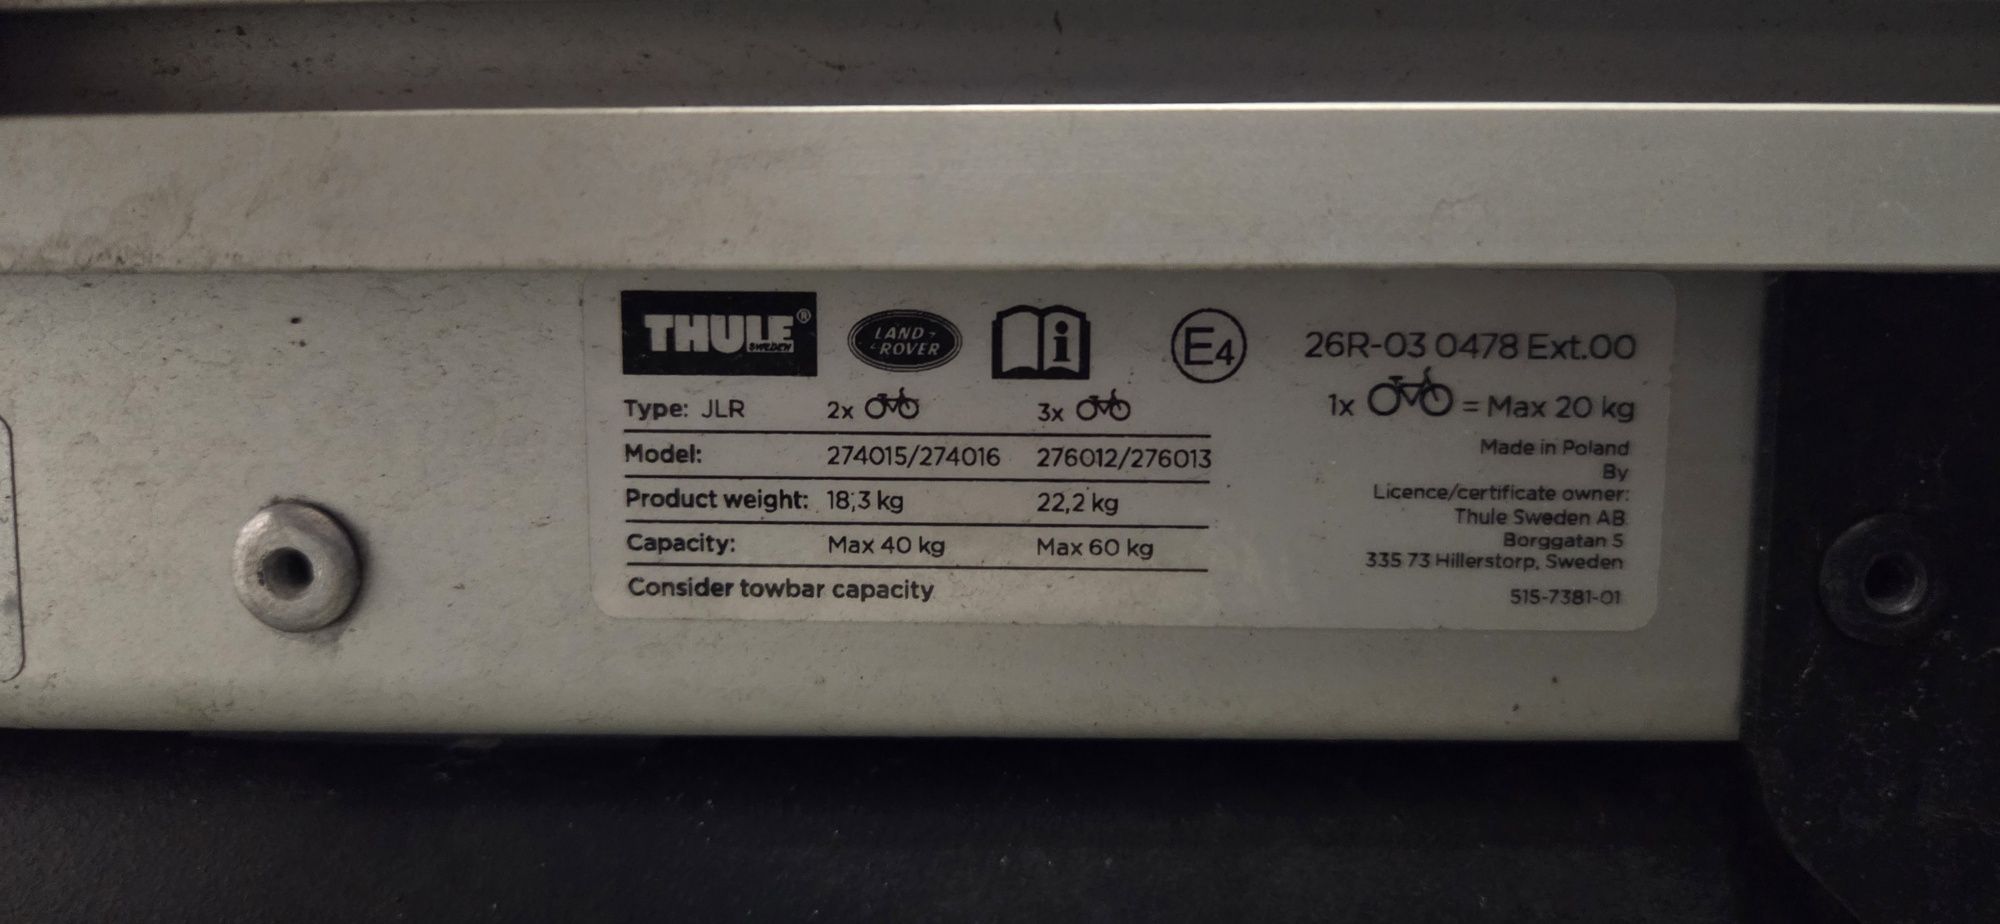 THULE®
SWEDEN
LAND-
-ROVER
i
E4
26R-03 0478 Ext.00
Type: JLR 2x 3x
1x = Max 20 kg
Model: 274015/274016 276012/276013
Product weight: 18,3 kg 22,2 kg
Capacity: Max 40 kg Max 60 kg
Consider towbar capacity
Made in Poland
By
Licence/certificate owner:
Thule Sweden AB
Borggatan 5
335 73 Hillerstorp, Sweden
515-7381-01